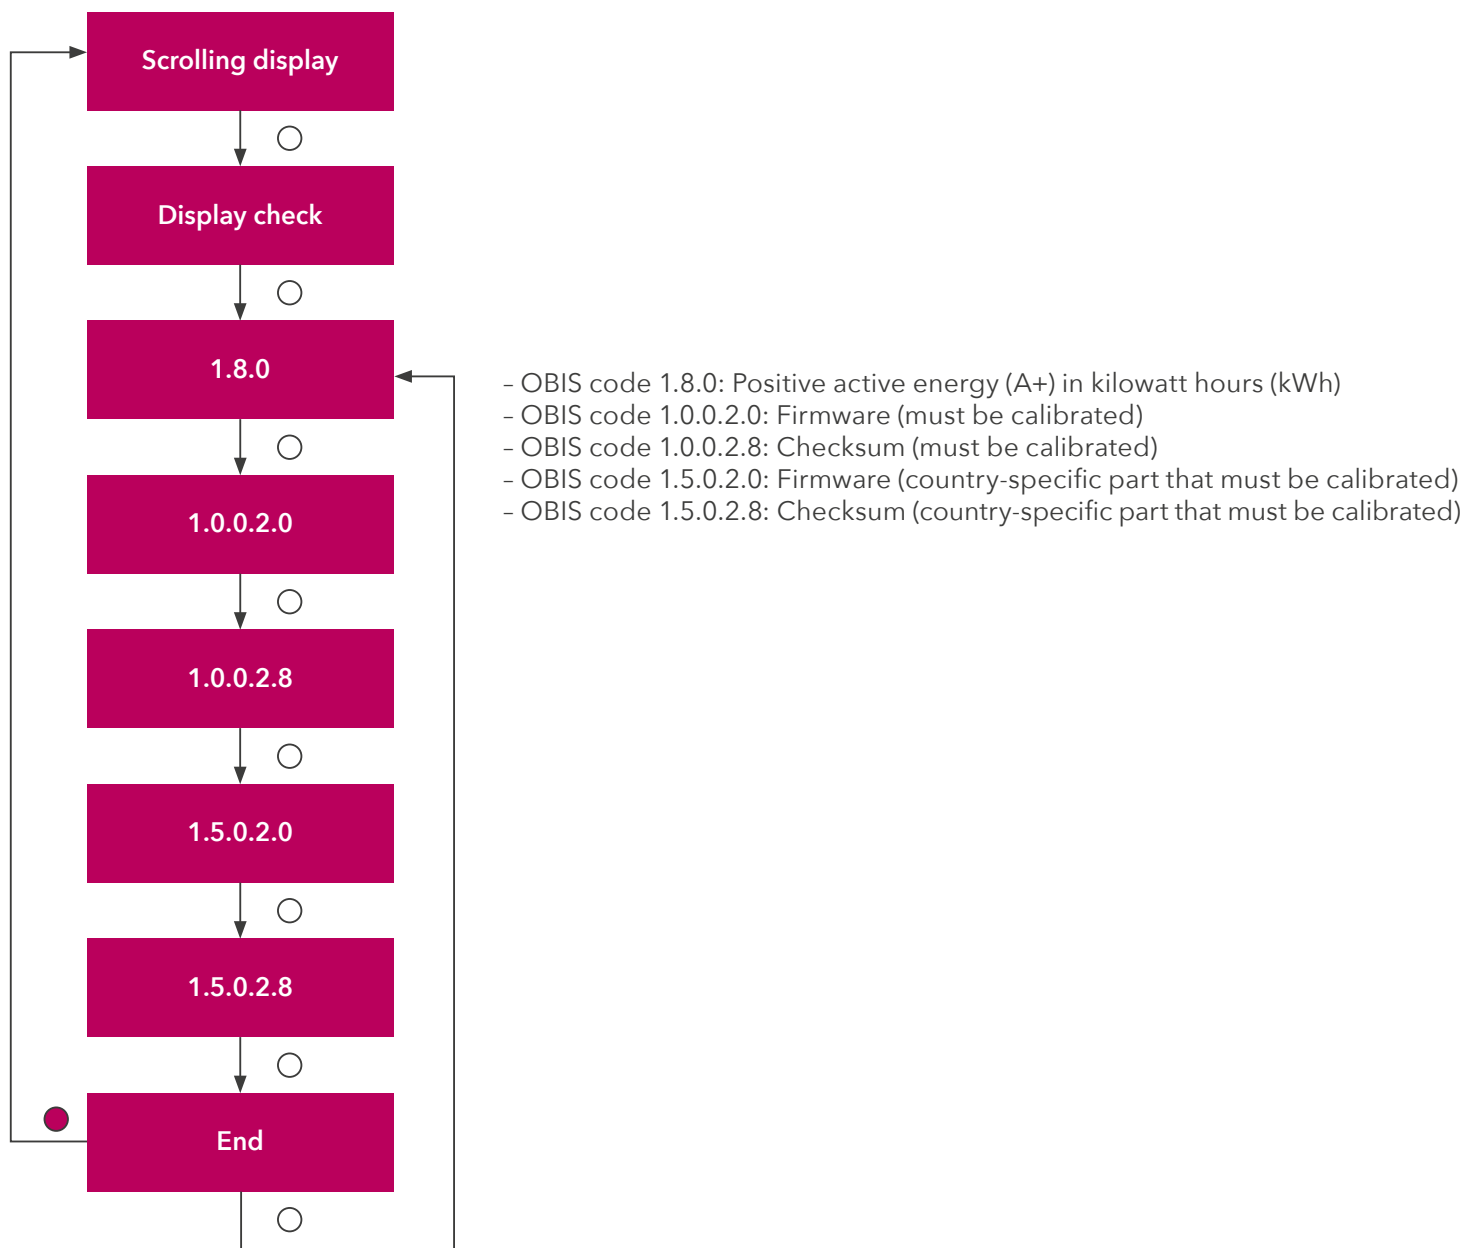 Scrolling display
Display check
1.8.0
1.0.0.2.0
1.0.0.2.8
1.5.0.2.0
1.5.0.2.8
End
– OBIS code 1.8.0: Positive active energy (A+) in kilowatt hours (kWh)
– OBIS code 1.0.0.2.0: Firmware (must be calibrated)
– OBIS code 1.0.0.2.8: Checksum (must be calibrated)
– OBIS code 1.5.0.2.0: Firmware (country-specific part that must be calibrated)
– OBIS code 1.5.0.2.8: Checksum (country-specific part that must be calibrated)